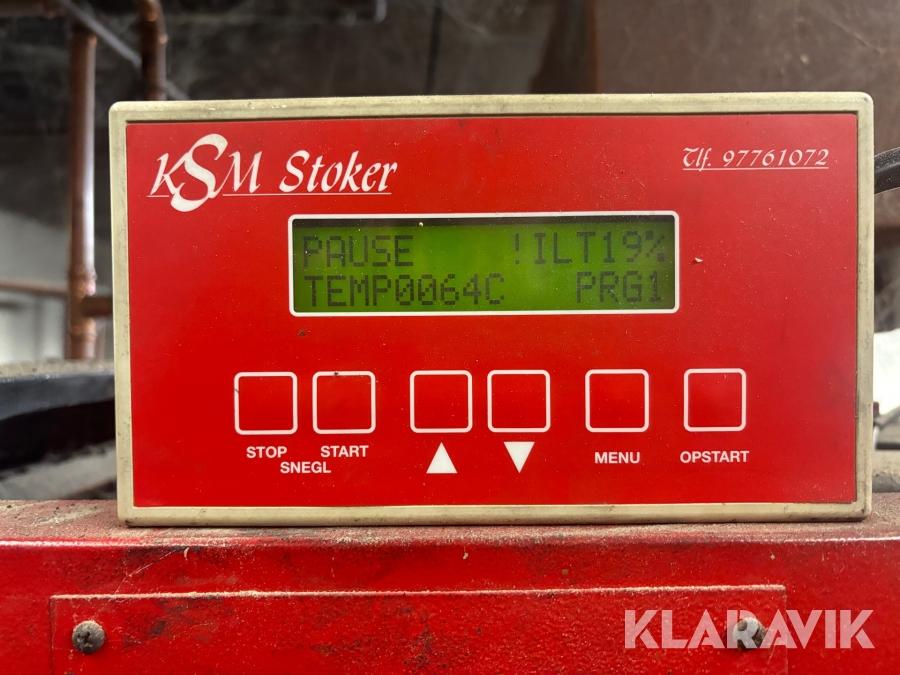 KSM Stoker
Tlf. 97761072
PAUSE !ILT19%
TEMP0064C PRG1
STOP START
SNEGL
MENU
OPSTART
KLARAVIK